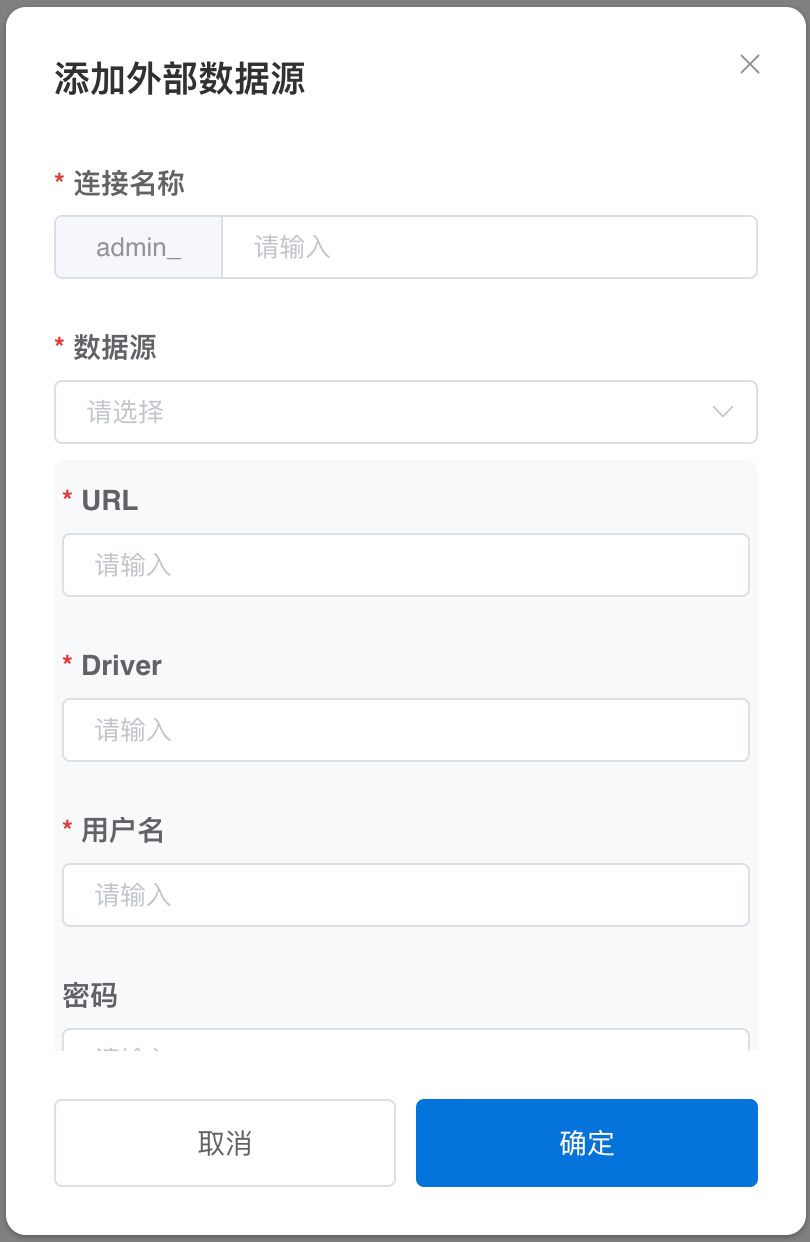 添加外部数据源
* 连接名称
admin_ 请输入
* 数据源
请选择
* URL
请输入
* Driver
请输入
* 用户名
请输入
密码
取消 确定